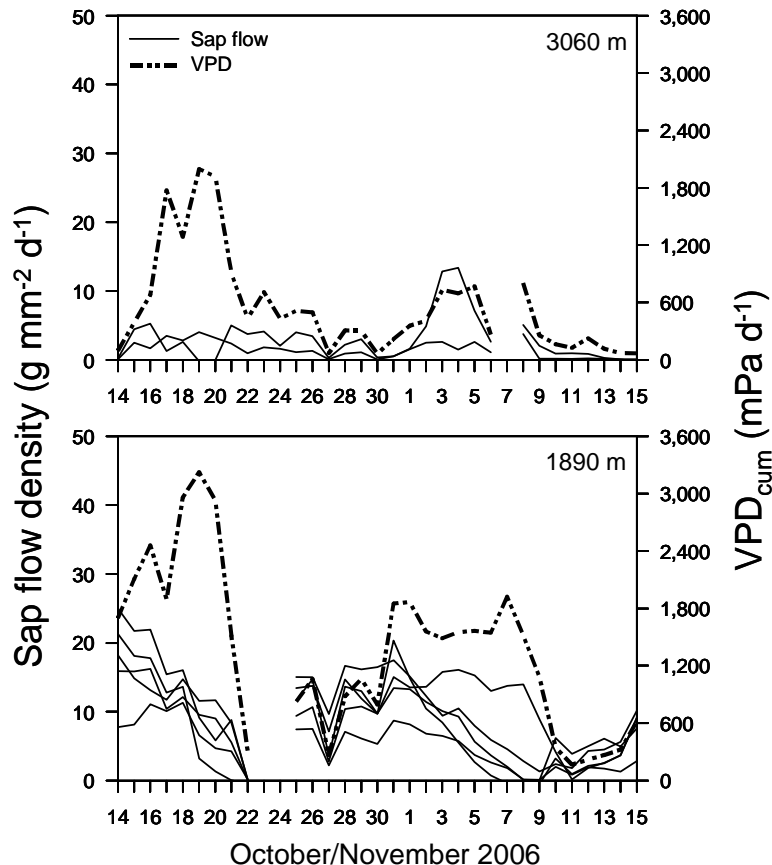 50 3,600
Sap flow 3060 m
VPD
40 3,000
2,400
30
1,800
20
1,200
10 600
0 0
14 16 18 20 22 24 26 28 30 1 3 5 7 9 11 13 15
Sap flow density (g mm-2 d-1)
VPDcum (mPa d-1)
50 3,600
1890 m
40 3,000
2,400
30
1,800
20
1,200
10 600
0 0
14 16 18 20 22 24 26 28 30 1 3 5 7 9 11 13 15
October/November 2006